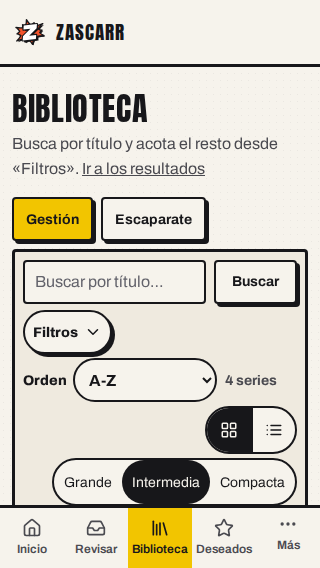 ZASCARR
BIBLIOTECA
Busca por título y acota el resto desde
«Filtros». Ir a los resultados
Gestión
Escaparate
Buscar por título...
Buscar
Filtros
Orden
A-Z
4 series
Grande
Intermedia
Compacta
Inicio
Revisar
Biblioteca
Deseados
Más